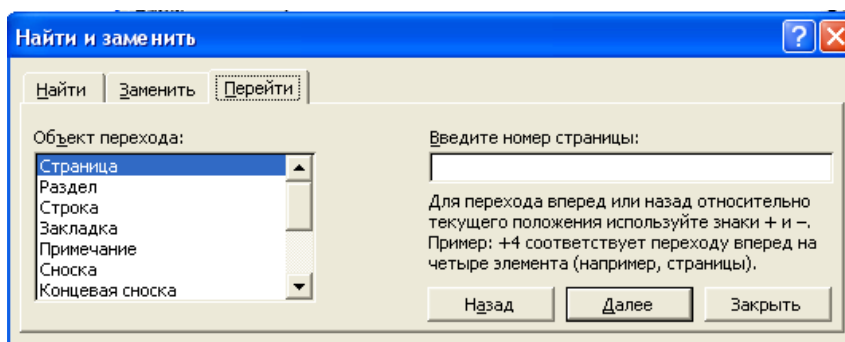 Найти и заменить
Найти Заменить Перейти
Объект перехода:
Страница
Раздел
Строка
Закладка
Примечание
Сноска
Концевая сноска
Введите номер страницы:
Для перехода вперед или назад относительно
текущего положения используйте знаки + и –.
Пример: +4 соответствует переходу вперед на
четыре элемента (например, страницы).
Назад Далее Закрыть